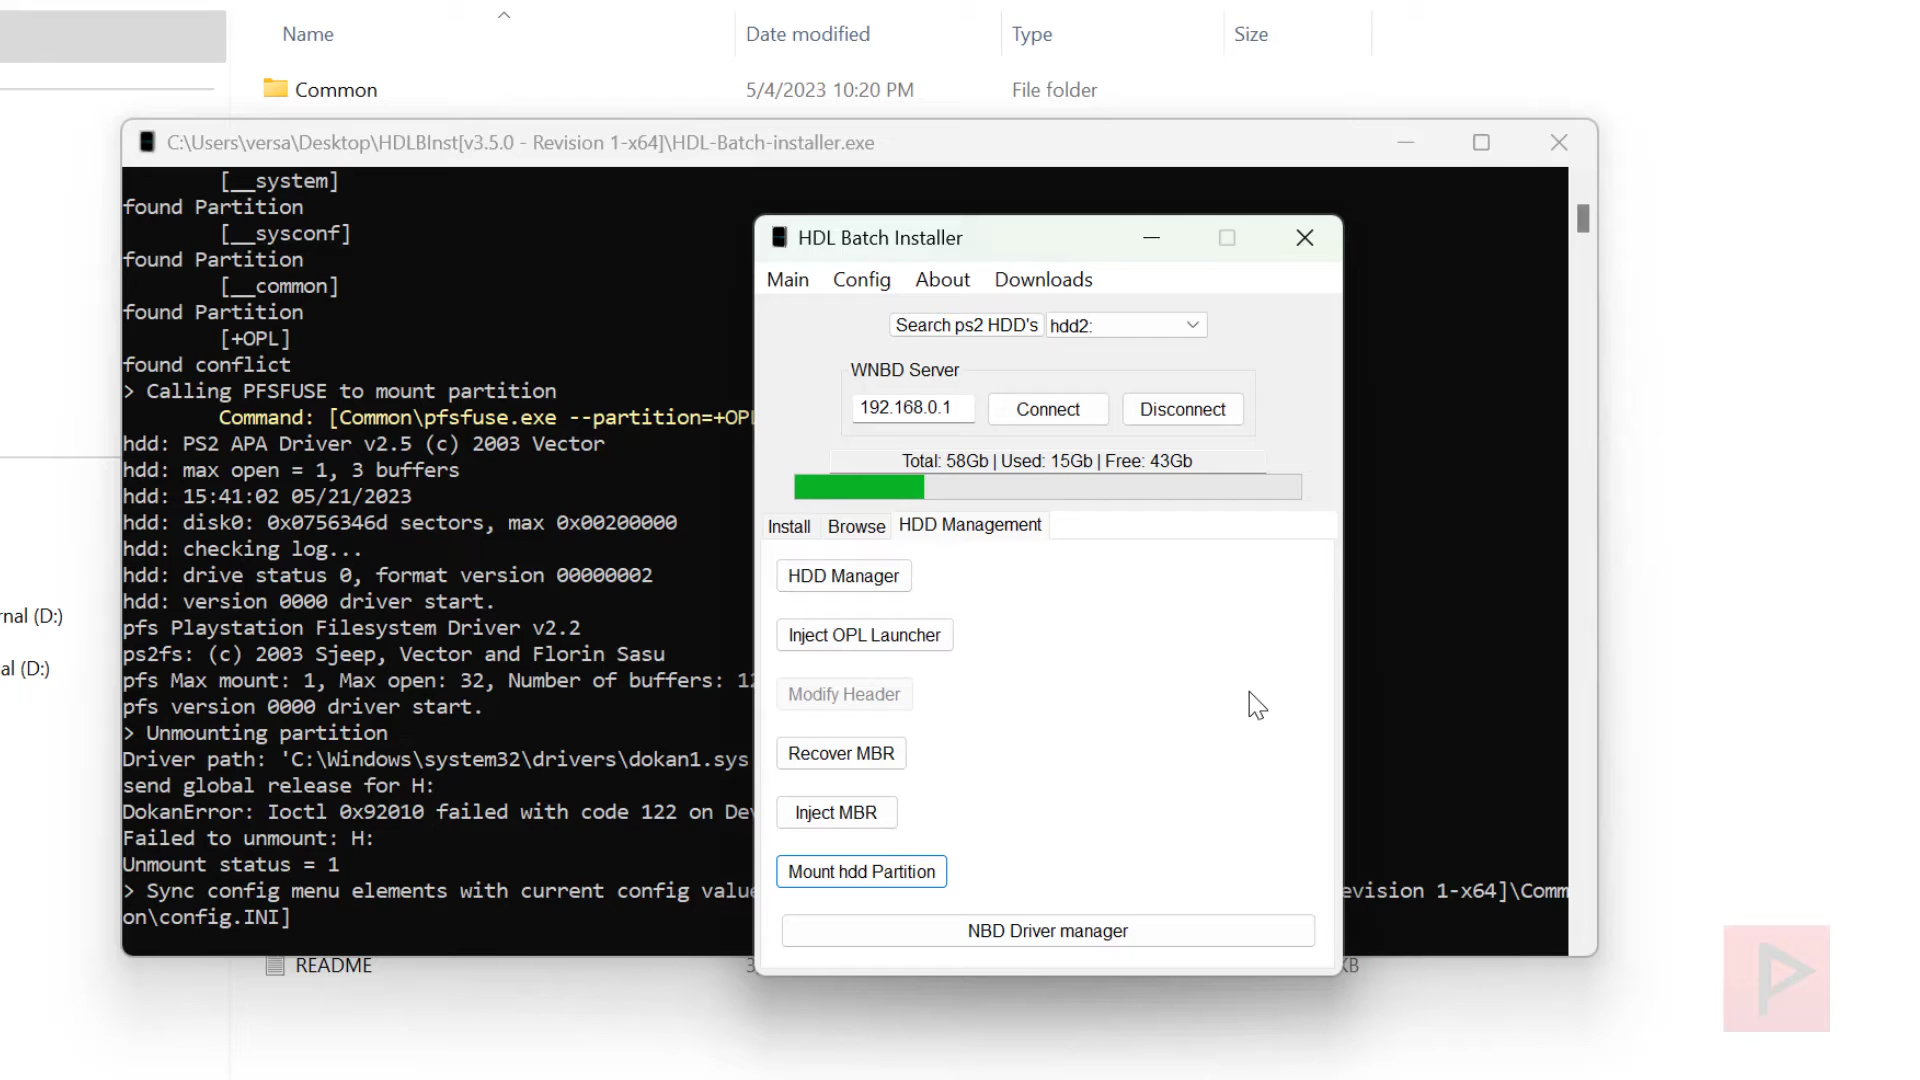 Name
Date modified
Type
Size
Common
5/4/2023 10:20 PM
File folder
C:\Users\versa\Desktop\HDLBInst[v3.5.0 - Revision 1-x64]\HDL-Batch-installer.exe
[__system]
found Partition
[__sysconf]
found Partition
[__common]
found Partition
[+OPL]
found conflict
> Calling PFSFUSE to mount partition
Command: [Common\pfsfuse.exe --partition=+OPL
hdd: PS2 APA Driver v2.5 (c) 2003 Vector
hdd: max open = 1, 3 buffers
hdd: 15:41:02 05/21/2023
hdd: disk0: 0x0756346d sectors, max 0x00200000
hdd: checking log...
hdd: drive status 0, format version 00000002
hdd: version 0000 driver start.
pfs Playstation Filesystem Driver v2.2
ps2fs: (c) 2003 Sjeep, Vector and Florin Sasu
pfs Max mount: 1, Max open: 32, Number of buffers: 12
pfs version 0000 driver start.
> Unmounting partition
Driver path: 'C:\Windows\system32\drivers\dokan1.sys
send global release for H:
DokanError: Ioctl 0x92010 failed with code 122 on Dev
Failed to unmount: H:
Unmount status = 1
> Sync config menu elements with current config value
evision 1-x64]\Comm
on\config.INI]
HDL Batch Installer
Main
Config
About
Downloads
Search ps2 HDD's
hdd2:
WNBD Server
192.168.0.1
Connect
Disconnect
Total: 58Gb | Used: 15Gb | Free: 43Gb
Install
Browse
HDD Management
HDD Manager
Inject OPL Launcher
Modify Header
Recover MBR
Inject MBR
Mount hdd Partition
NBD Driver manager
rnal (D:)
al (D:)
README
3
KB